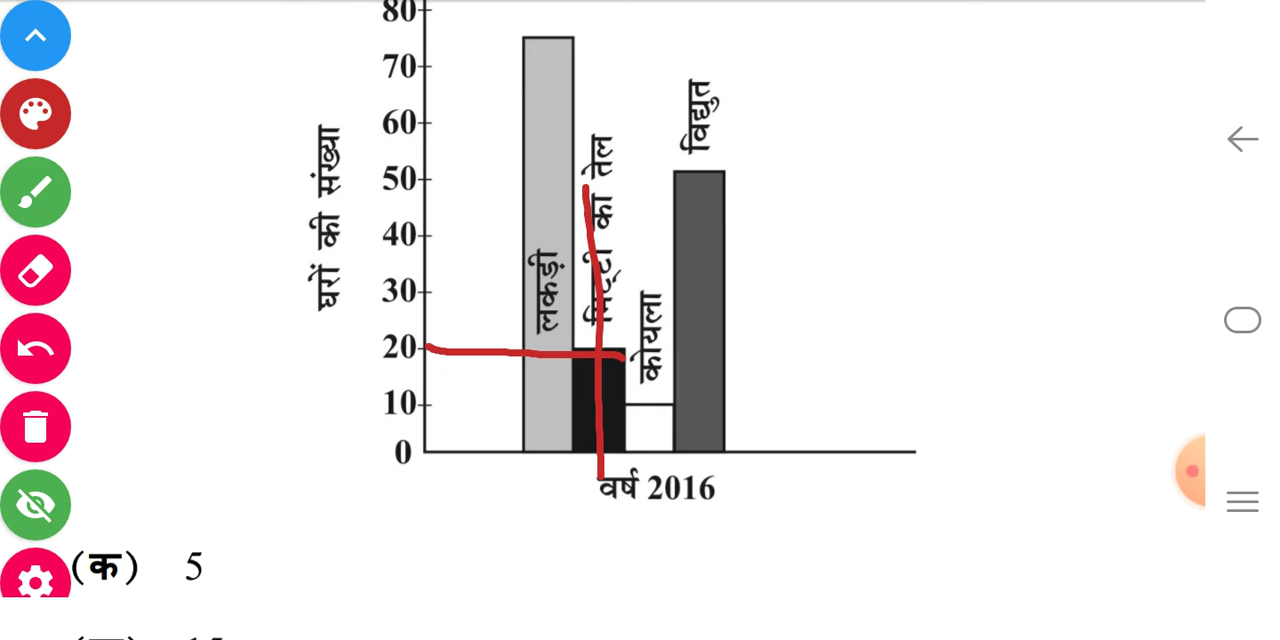 80
70
60
50
40
30
20
10
0
घरों की संख्या
लकड़ी
मिट्टी का तेल
कोयला
विद्युत
वर्ष 2016
(क) 5